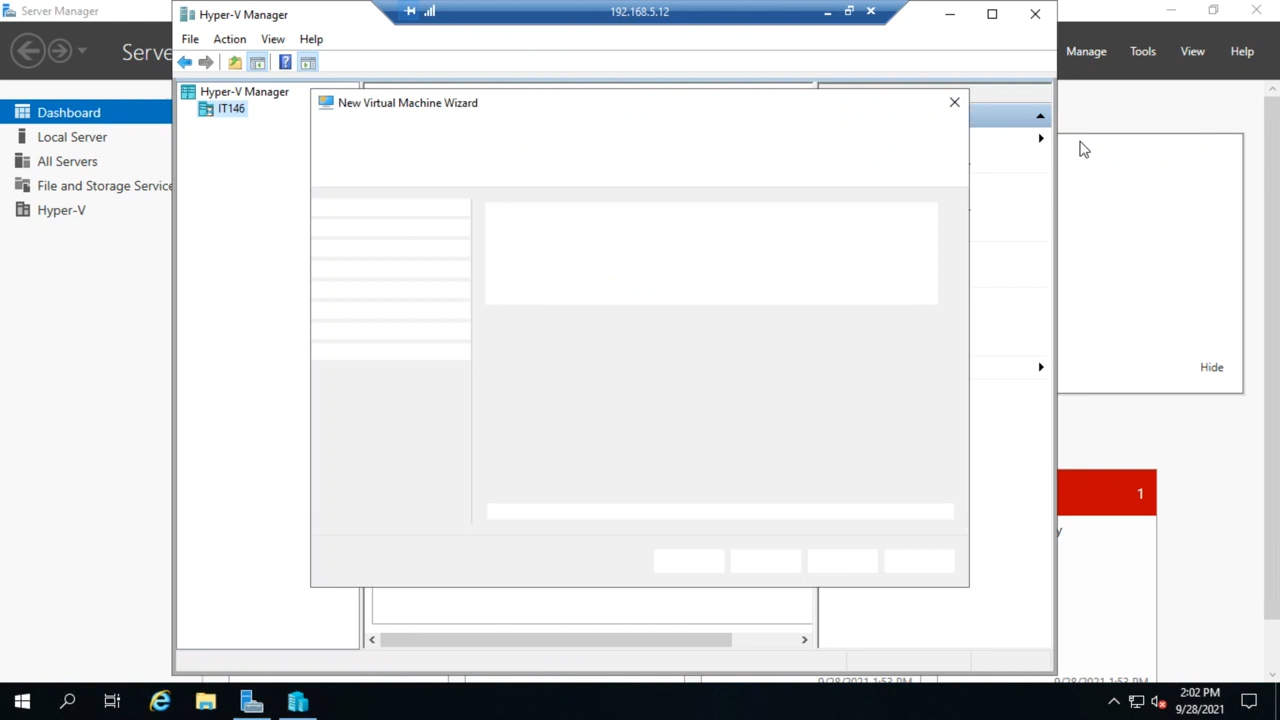 Server Manager
Hyper-V Manager
192.168.5.12
File Action View Help
Serve
Manage Tools View Help
Dashboard
Local Server
All Servers
File and Storage Service
Hyper-V
Hyper-V Manager
IT146
New Virtual Machine Wizard
Hide
1
y
2:02 PM
9/28/2021